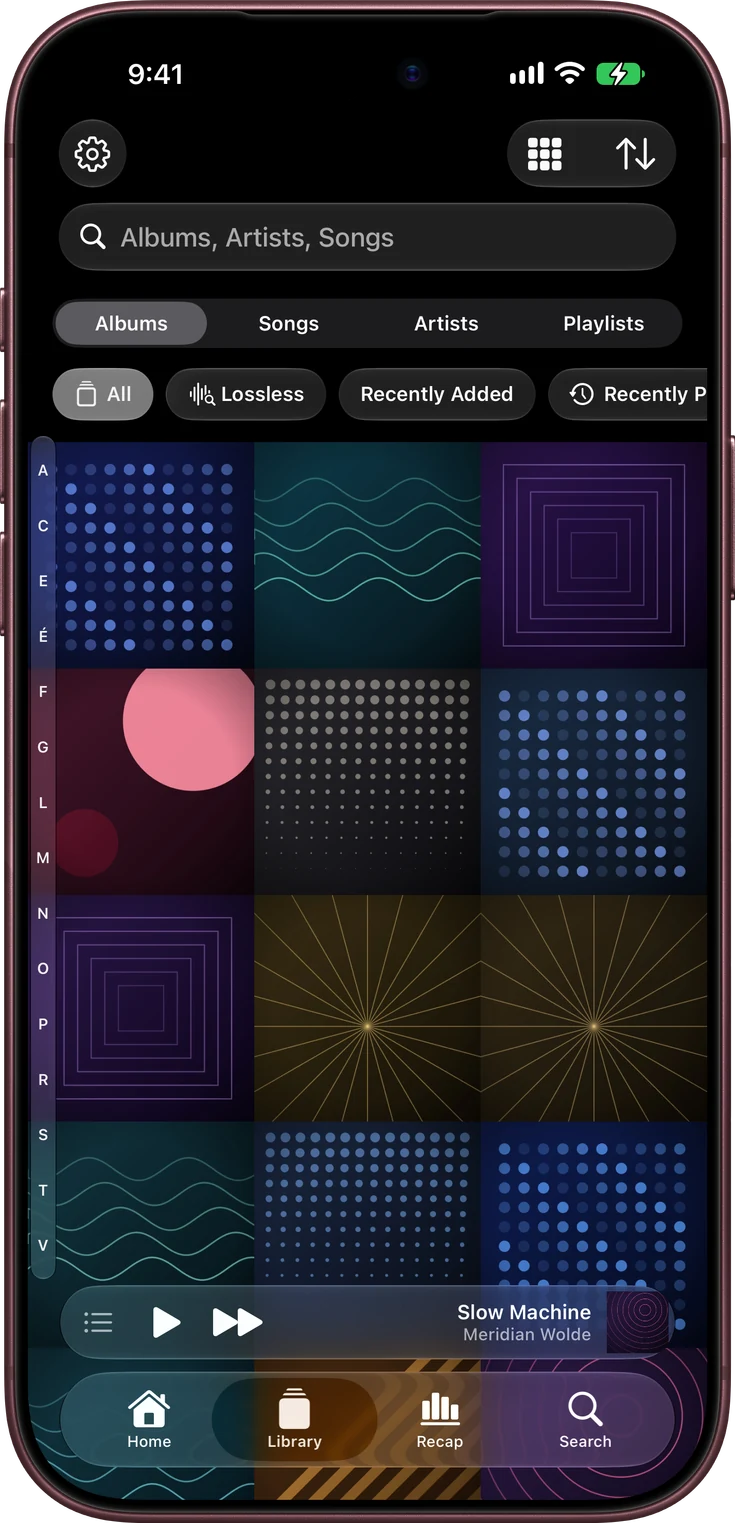 9:41
Albums, Artists, Songs
Albums Songs Artists Playlists
All Lossless Recently Added Recently P
A
C
E
É
F
G
L
M
N
O
P
R
S
T
V
Slow Machine
Meridian Wolde
Home Library Recap Search